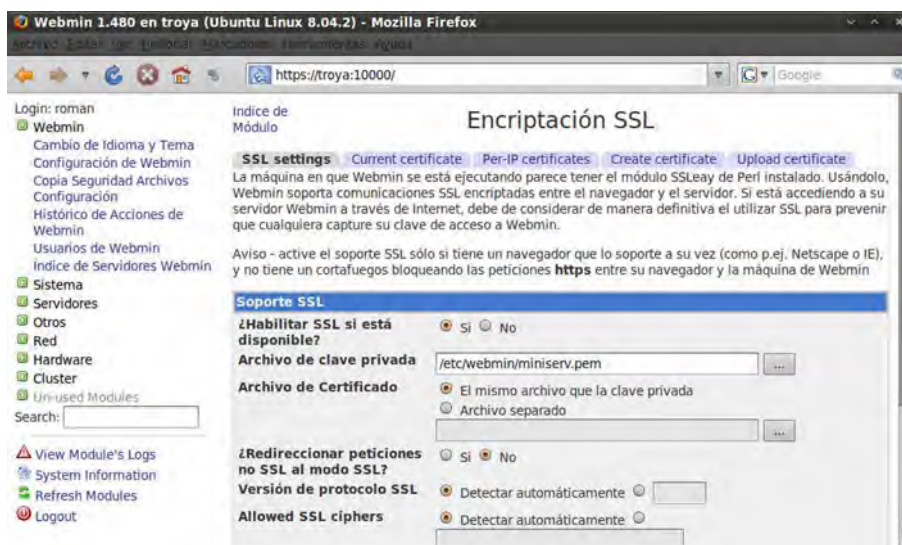 Webmin 1.480 en troya (Ubuntu Linux 8.04.2) - Mozilla Firefox
Archivo Editar Ver
https://troya:10000/
Google
Login: roman
Webmin
Cambio de Idioma y Tema
Configuración de Webmin
Copia Seguridad Archivos
Configuración
Histórico de Acciones de
Webmin
Usuarios de Webmin
Indice de Servidores Webmin
Sistema
Servidores
Otros
Red
Hardware
Cluster
Un-used Modules
Search:
View Module's Logs
System Information
Refresh Modules
Logout
Indice de
Módulo
Encriptación SSL
SSL settings Current certificate Per-IP certificates Create certificate Upload certificate
La máquina en que Webmin se está ejecutando parece tener el módulo SSLeay de Perl instalado. Usándolo,
Webmin soporta comunicaciones SSL encriptadas entre el navegador y el servidor. Si está accediendo a su
servidor Webmin a través de Internet, debe de considerar de manera definitiva el utilizar SSL para prevenir
que cualquiera capture su clave de acceso a Webmin.
Aviso - active el soporte SSL sólo si tiene un navegador que lo soporte a su vez (como p.ej. Netscape o IE),
y no tiene un cortafuegos bloqueando las peticiones https entre su navegador y la máquina de Webmin
Soporte SSL
¿Habilitar SSL si está
disponible?
Si No
Archivo de clave privada
/etc/webmin/miniserv.pem ...
Archivo de Certificado
El mismo archivo que la clave privada
Archivo separado
...
¿Redireccionar peticiones
no SSL al modo SSL?
Si No
Versión de protocolo SSL
Detectar automáticamente
Allowed SSL ciphers
Detectar automáticamente